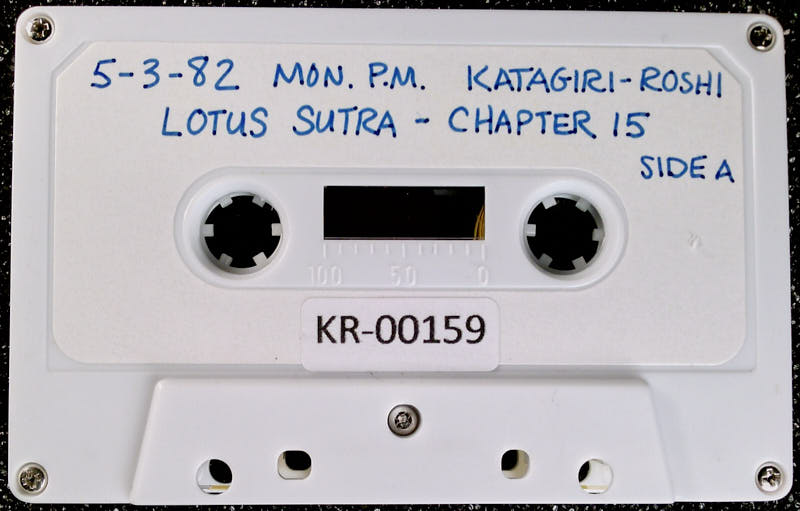 5-3-82 MON. P.M. KATAGIRI-ROSHI
LOTUS SUTRA - CHAPTER 15
SIDE A
100 50 0
KR-00159